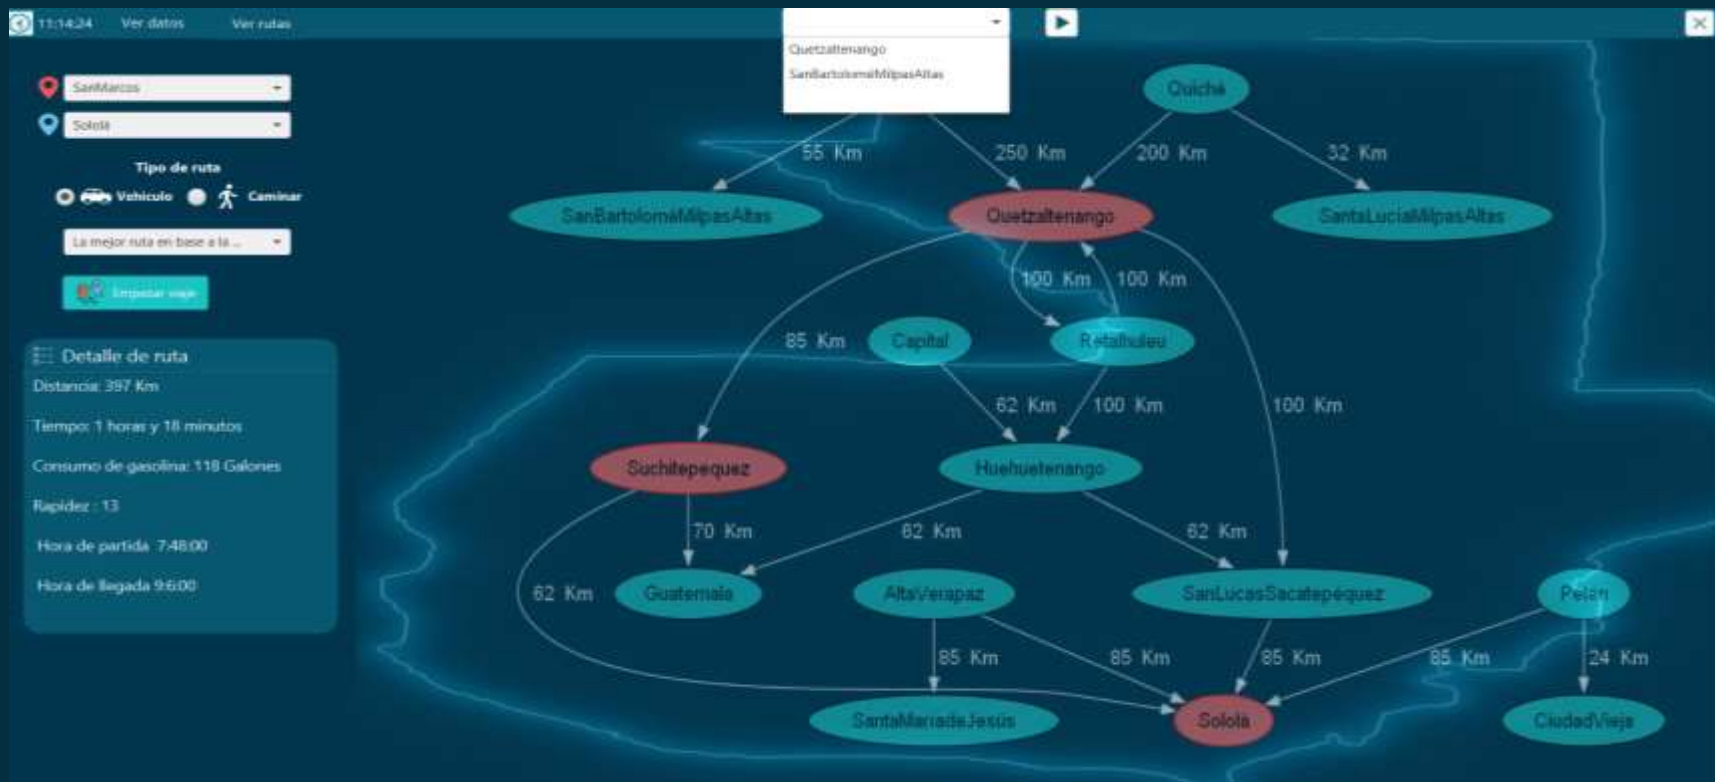 11:14:24 Ver datos Ver rutas
Quetzaltenango
SanBartoloméMilpasAltas
SanMarcos
Sololá
Tipo de ruta
Vehiculo Caminar
La mejor ruta en base a la ...
Empezar viaje
Detalle de ruta
Distancia: 397 Km
Tiempo: 1 horas y 18 minutos
Consumo de gasolina: 118 Galones
Rapidez : 13
Hora de partida 7:48:00
Hora de llegada 9:6:00
Quiché
55 Km
250 Km
200 Km
32 Km
SanBartoloméMilpasAltas
Quetzaltenango
SantaLucíaMilpasAltas
100 Km
100 Km
85 Km
Capital
Retalhuleu
62 Km
100 Km
100 Km
Suchitepequez
Huehuetenango
70 Km
62 Km
62 Km
62 Km
Guatemala
AltaVerapaz
SanLucasSacatepéquez
Petén
85 Km
85 Km
85 Km
85 Km
24 Km
SantaMaríadeJesús
Sololá
CiudadVieja